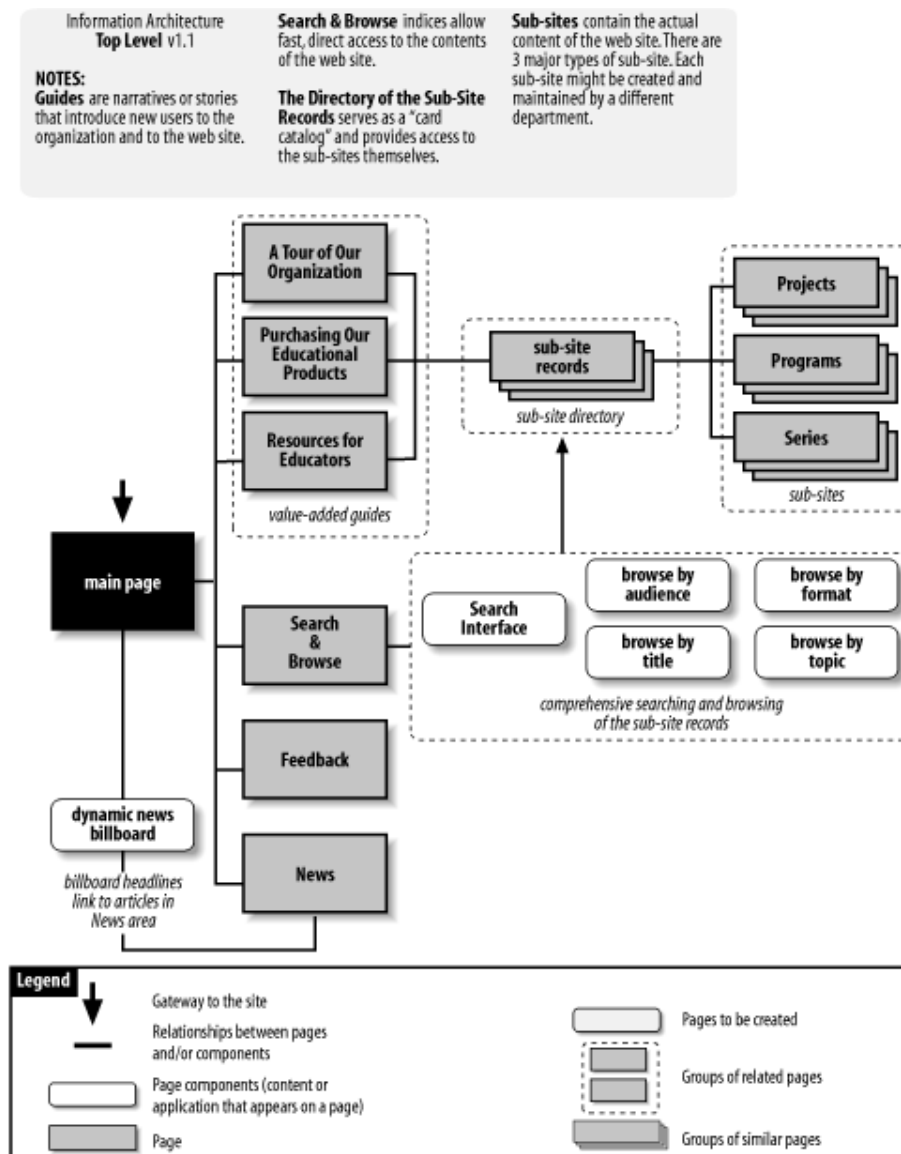 Information Architecture
Top Level v1.1
NOTES:
Guides are narratives or stories
that introduce new users to the
organization and to the web site.
Search & Browse indices allow
fast, direct access to the contents
of the web site.
The Directory of the Sub-Site
Records serves as a “card
catalog” and provides access to
the sub-sites themselves.
Sub-sites contain the actual
content of the web site. There are
3 major types of sub-site. Each
sub-site might be created and
maintained by a different
department.
A Tour of Our
Organization
Purchasing Our
Educational
Products
Resources for
Educators
value-added guides
sub-site
records
sub-site directory
Projects
Programs
Series
sub-sites
main page
Search
&
Browse
Search
Interface
browse by
audience
browse by
format
browse by
title
browse by
topic
comprehensive searching and browsing
of the sub-site records
Feedback
dynamic news
billboard
News
billboard headlines
link to articles in
News area
Legend
Gateway to the site
Relationships between pages
and/or components
Page components (content or
application that appears on a page)
Page
Pages to be created
Groups of related pages
Groups of similar pages